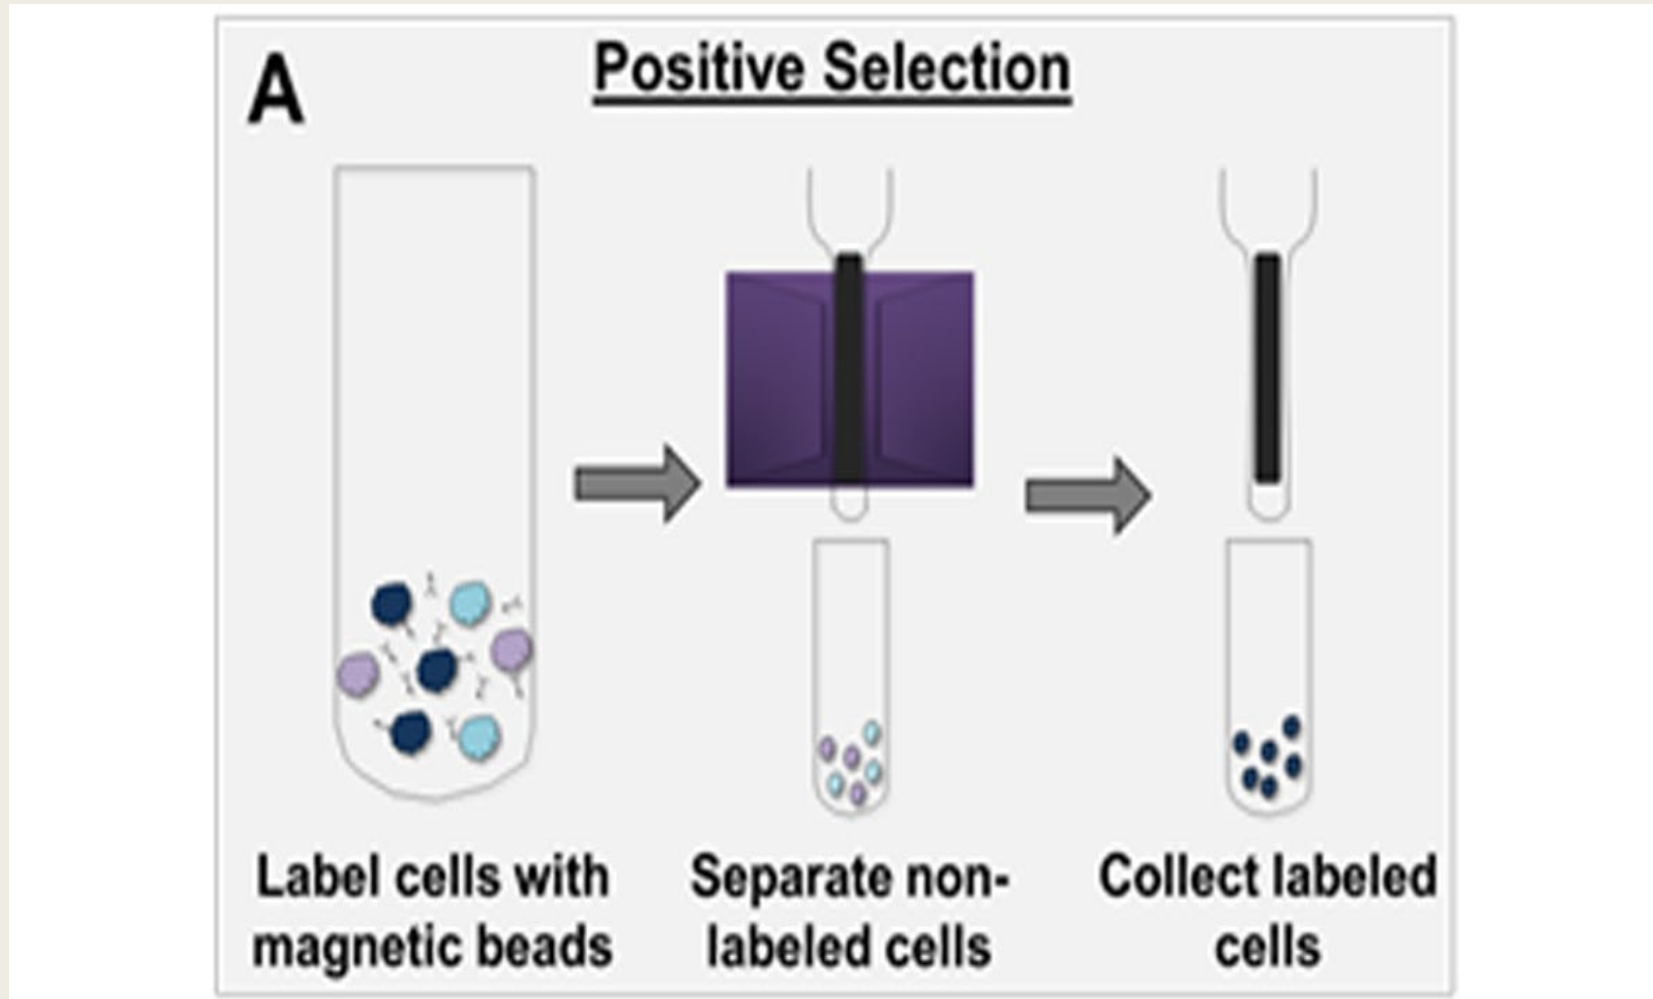 A
Positive Selection
Label cells with
magnetic beads
Separate non-
labeled cells
Collect labeled
cells